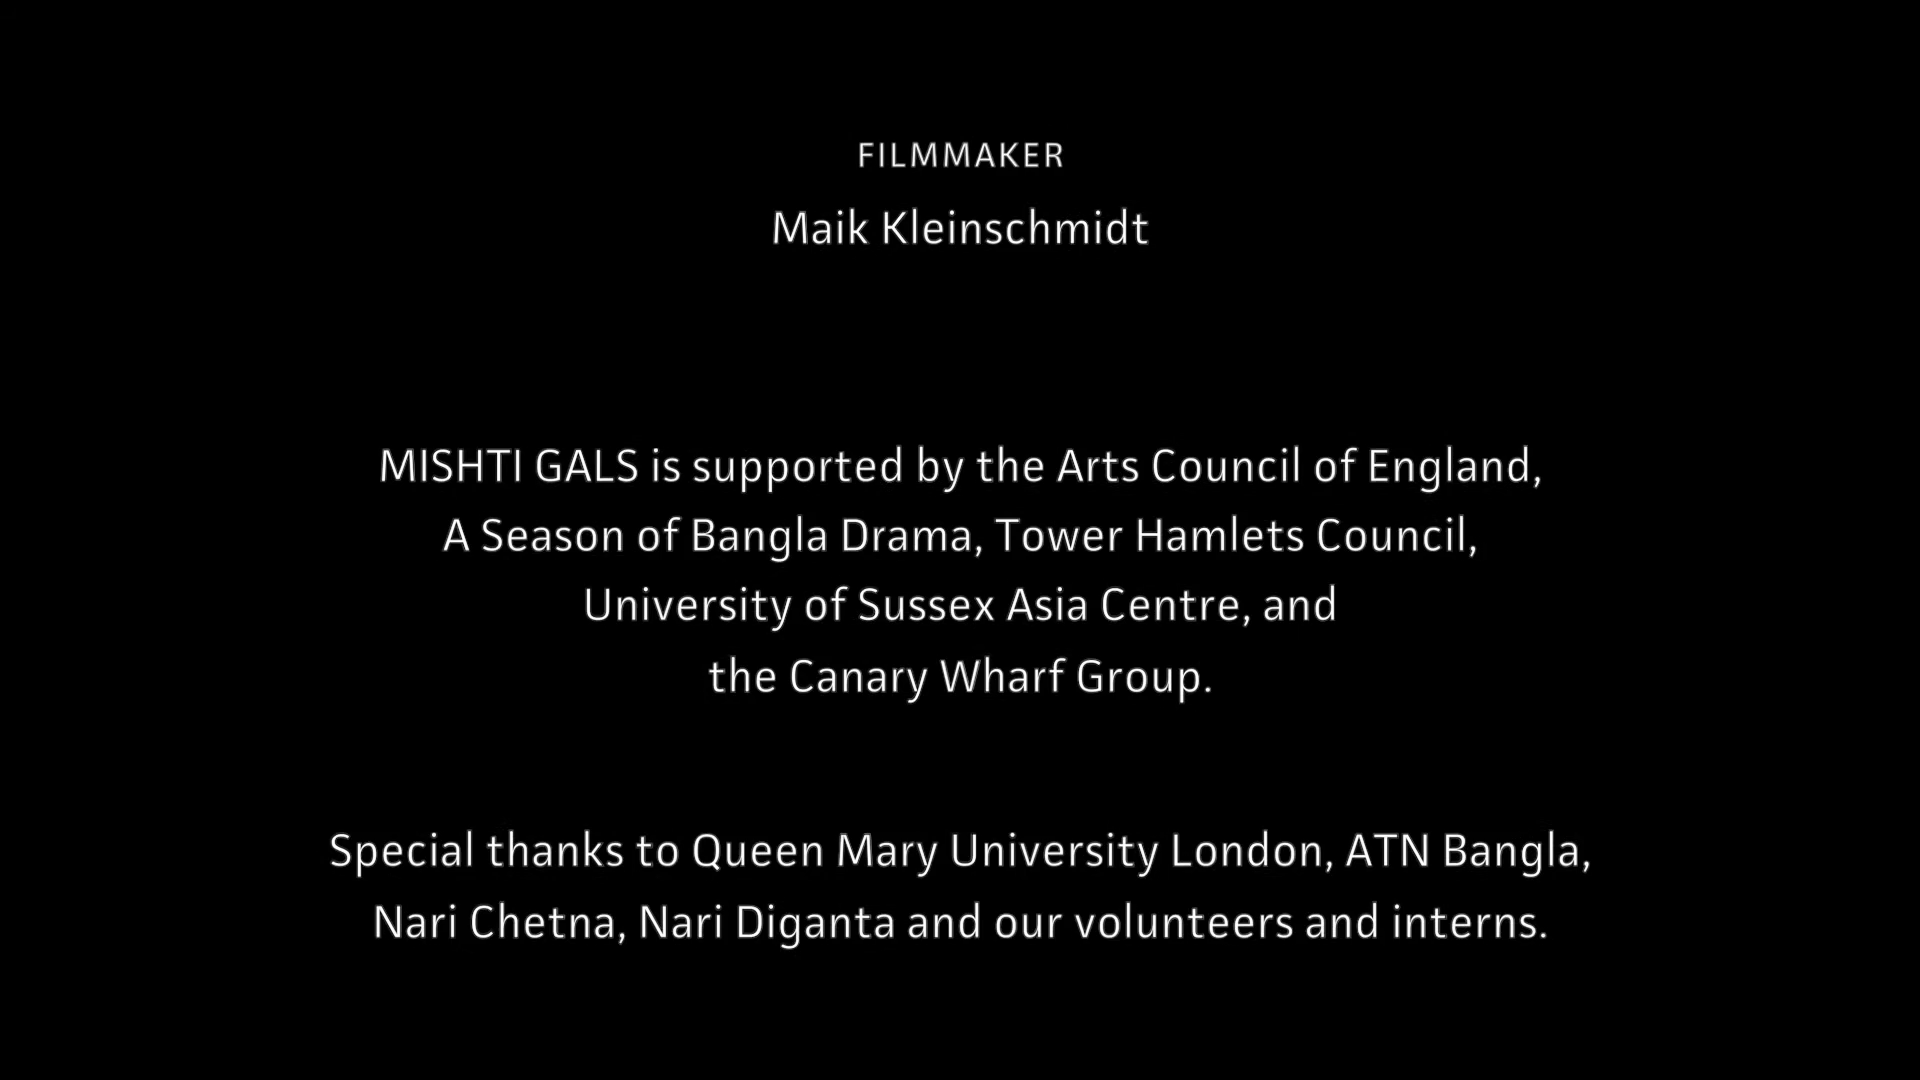 FILMMAKER
Maik Kleinschmidt
MISHTI GALS is supported by the Arts Council of England,
A Season of Bangla Drama, Tower Hamlets Council,
University of Sussex Asia Centre, and
the Canary Wharf Group.
Special thanks to Queen Mary University London, ATN Bangla,
Nari Chetna, Nari Diganta and our volunteers and interns.